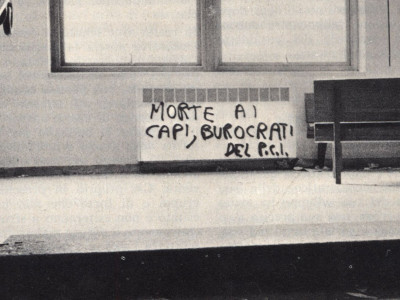 MORTE AI
CAPI, BUROCRATI
DEL P.C.I.